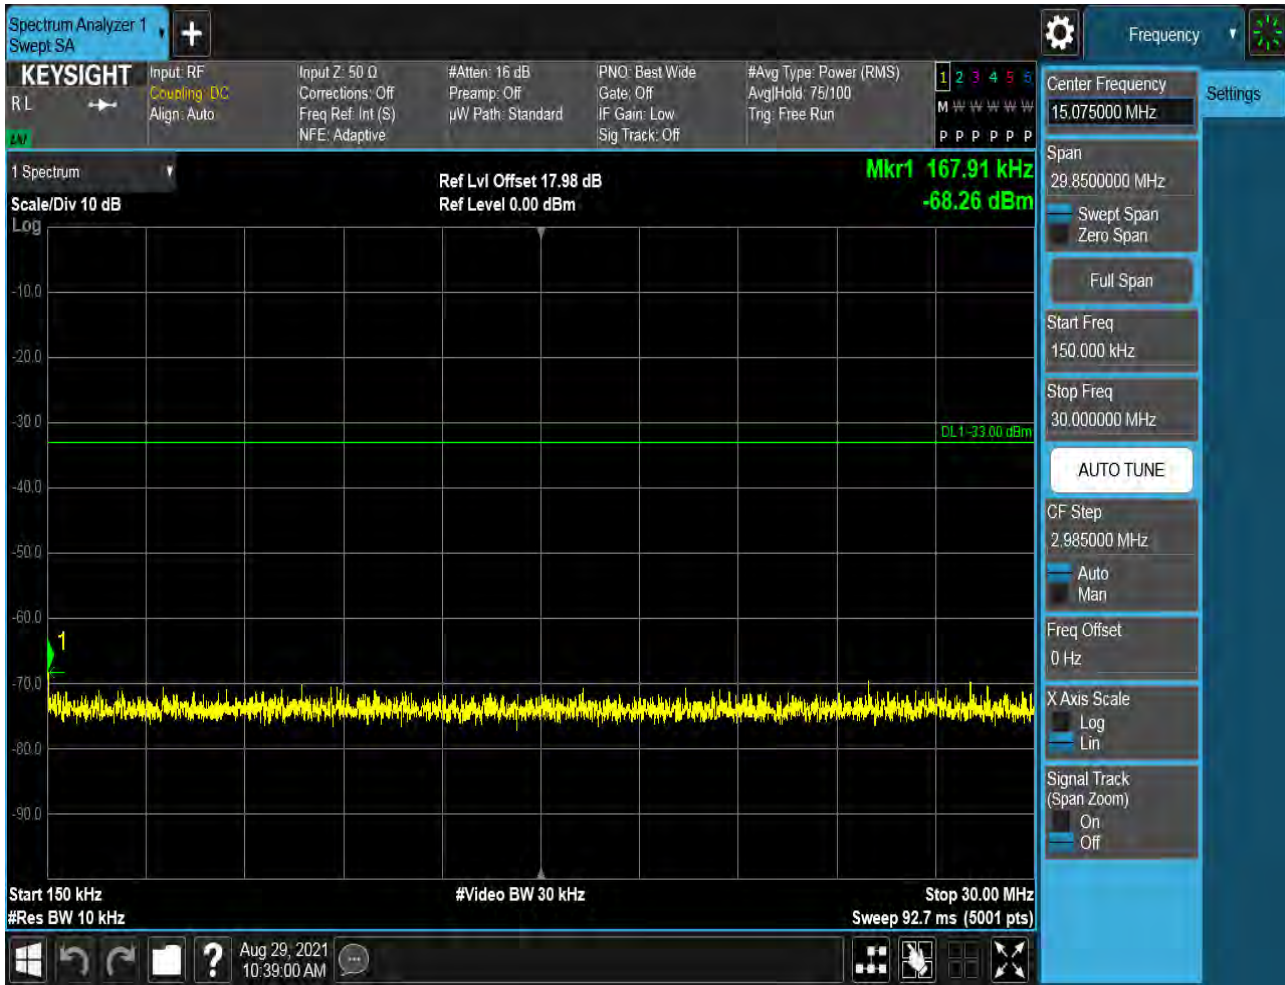 Spectrum Analyzer 1
Swept SA
+
Frequency
KEYSIGHT
R L
LNI
Input: RF
Coupling: DC
Align: Auto
Input Z: 50 Ω
Corrections: Off
Freq Ref: Int (S)
NFE: Adaptive
#Atten: 16 dB
Preamp: Off
µW Path: Standard
PNO: Best Wide
Gate: Off
IF Gain: Low
Sig Track: Off
#Avg Type: Power (RMS)
Avg|Hold: 75/100
Trig: Free Run
1 2 3 4 5 6
M W W W W W
P P P P P P
1 Spectrum
Scale/Div 10 dB
Log
Ref Lvl Offset 17.98 dB
Ref Level 0.00 dBm
Mkr1 167.91 kHz
-68.26 dBm
-10.0
-20.0
-30.0
DL1 -33.00 dBm
-40.0
-50.0
-60.0
1
-70.0
-80.0
-90.0
Start 150 kHz
#Video BW 30 kHz
Stop 30.00 MHz
#Res BW 10 kHz
Sweep 92.7 ms (5001 pts)
?
Aug 29, 2021
10:39:00 AM
Center Frequency
15.075000 MHz
Settings
Span
29.8500000 MHz
Swept Span
Zero Span
Full Span
Start Freq
150.000 kHz
Stop Freq
30.000000 MHz
AUTO TUNE
CF Step
2.985000 MHz
Auto
Man
Freq Offset
0 Hz
X Axis Scale
Log
Lin
Signal Track
(Span Zoom)
On
Off